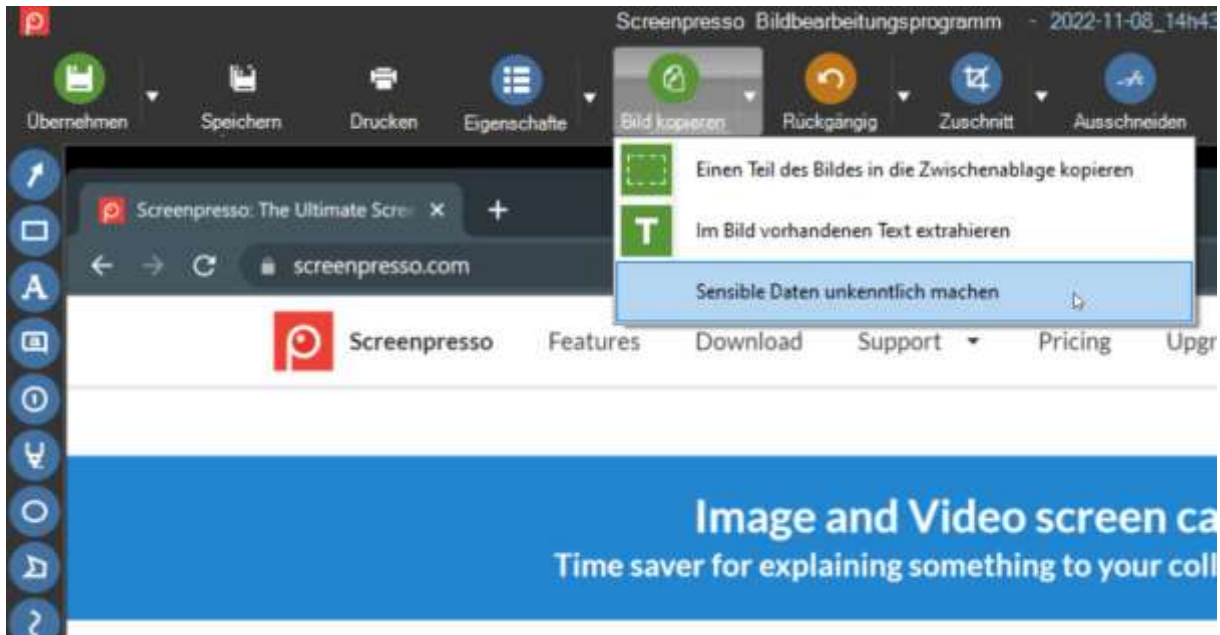 Screenpresso Bildbearbeitungsprogramm - 2022-11-08_14h43
Übernehmen Speichern Drucken Eigenschafte Bild kopieren Rückgängig Zuschnitt Ausschneiden
Einen Teil des Bildes in die Zwischenablage kopieren
Screenpresso: The Ultimate Scre
Im Bild vorhandenen Text extrahieren
screenpresso.com
Sensible Daten unkenntlich machen
Screenpresso Features Download Support Pricing Upgr
Image and Video screen ca
Time saver for explaining something to your coll